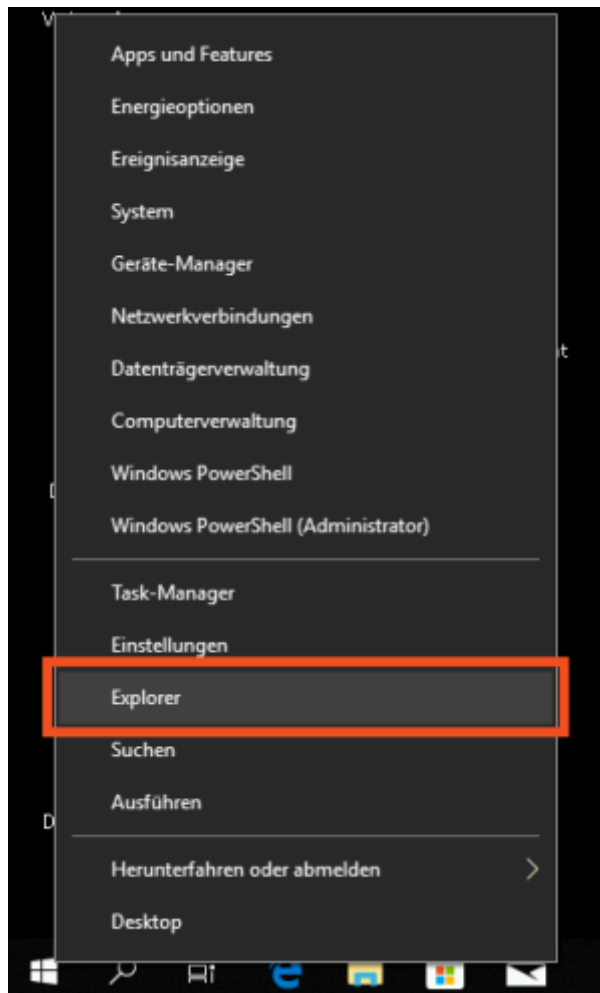 Apps und Features
Energieoptionen
Ereignisanzeige
System
Geräte-Manager
Netzwerkverbindungen
Datenträgerverwaltung
Computerverwaltung
Windows PowerShell
Windows PowerShell (Administrator)
Task-Manager
Einstellungen
Explorer
Suchen
Ausführen
Herunterfahren oder abmelden
Desktop